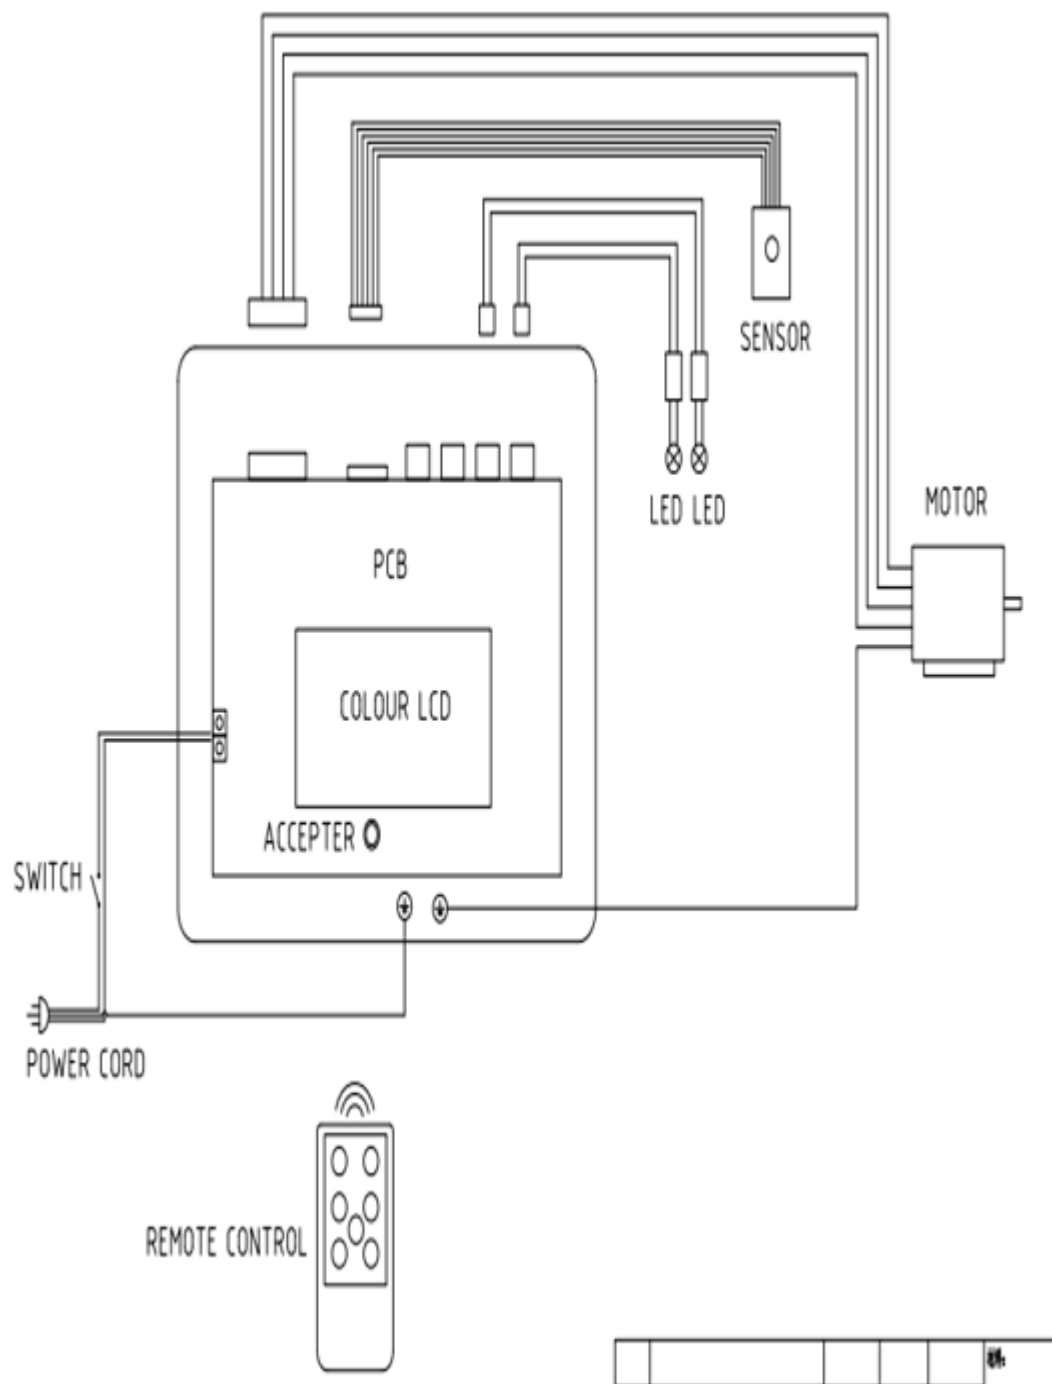 SENSOR
LED LED
MOTOR
PCB
COLOUR LCD
ACCEPTER
SWITCH
POWER CORD
REMOTE CONTROL